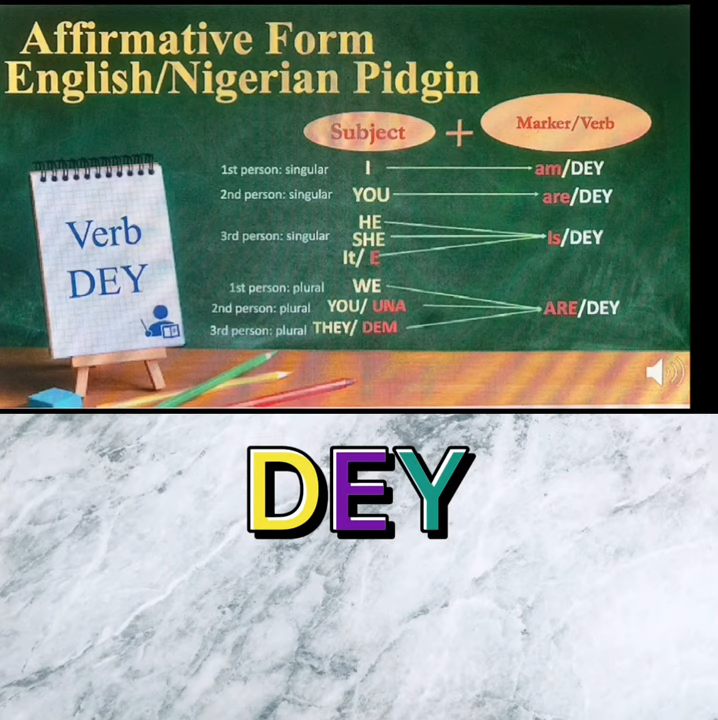 Affirmative Form
English/Nigerian Pidgin
Subject + Marker/Verb
1st person: singular I am/DEY
2nd person: singular YOU are/DEY
HE
3rd person: singular SHE Is/DEY
It/ E
1st person: plural WE
2nd person: plural YOU/ UNA ARE/DEY
3rd person: plural THEY/ DEM
Verb
DEY
DEY